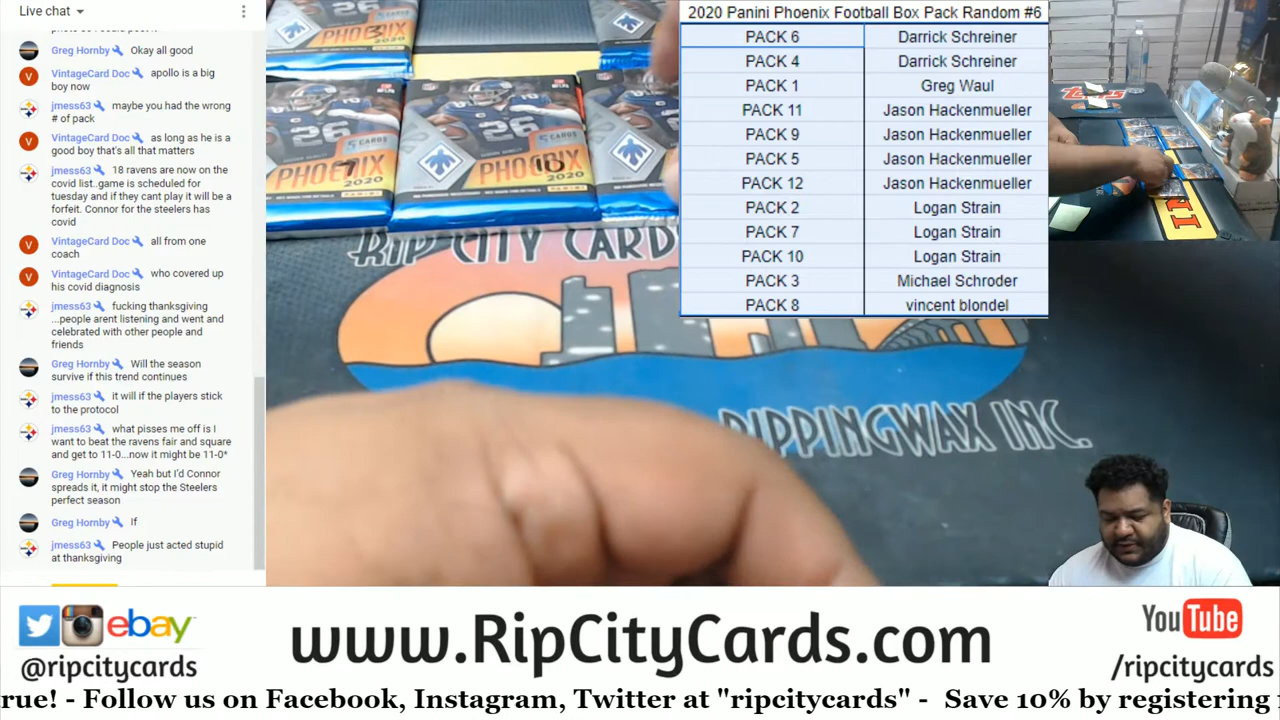 Live chat
Greg Hornby Okay all good
VintageCard Doc apollo is a big
boy now
jmess63 maybe you had the wrong
# of pack
VintageCard Doc as long as he is a
good boy that's all that matters
jmess63 18 ravens are now on the
covid list..game is scheduled for
tuesday and if they cant play it will be a
forfeit. Connor for the steelers has
covid
VintageCard Doc all from one
coach
VintageCard Doc who covered up
his covid diagnosis
jmess63 fucking thanksgiving
...people arent listening and went and
celebrated with other people and
friends
Greg Hornby Will the season
survive if this trend continues
jmess63 it will if the players stick
to the protocol
jmess63 what pisses me off is I
want to beat the ravens fair and square
and get to 11-0...now it might be 11-0*
Greg Hornby Yeah but I'd Connor
spreads it, it might stop the Steelers
perfect season
Greg Hornby If
jmess63 People just acted stupid
at thanksgiving
2020 Panini Phoenix Football Box Pack Random #6
PACK 6 Darrick Schreiner
PACK 4 Darrick Schreiner
PACK 1 Greg Waul
PACK 11 Jason Hackenmueller
PACK 9 Jason Hackenmueller
PACK 5 Jason Hackenmueller
PACK 12 Jason Hackenmueller
PACK 2 Logan Strain
PACK 7 Logan Strain
PACK 10 Logan Strain
PACK 3 Michael Schroder
PACK 8 vincent blondel
26
5 CARDS
PHOENIX
2020
7
26
5 CARDS
PHOENIX
2020
RIP CITY CARD
RIPPINGWAX INC.
ebay
@ripcitycards
www.RipCityCards.com
YouTube
/ripcitycards
rue! - Follow us on Facebook, Instagram, Twitter at "ripcitycards" - Save 10% by registering